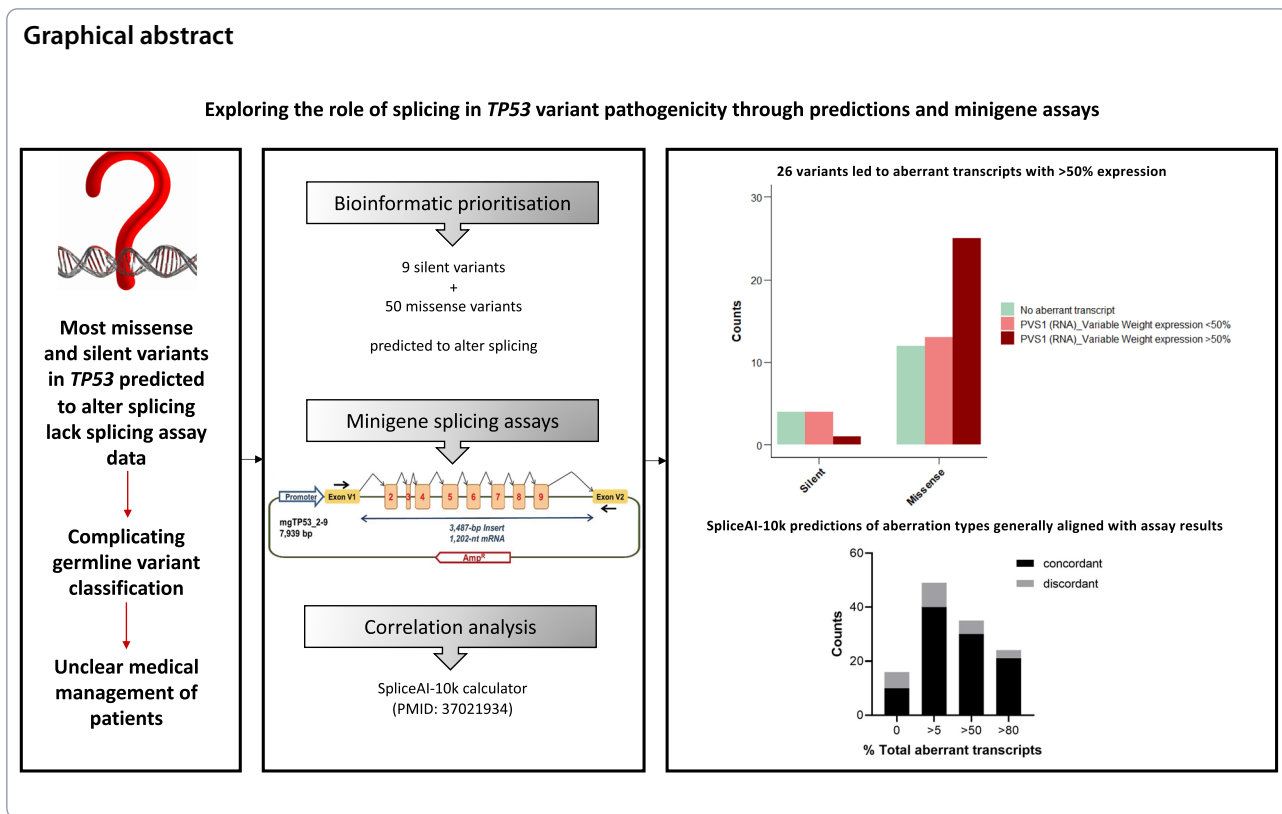 Graphical abstract
Exploring the role of splicing in TP53 variant pathogenicity through predictions and minigene assays
Most missense
and silent variants
in TP53 predicted
to alter splicing
lack splicing assay
data
Complicating
germline variant
classification
Unclear medical
management of
patients
Bioinformatic prioritisation
9 silent variants
+
50 missense variants
predicted to alter splicing
Minigene splicing assays
Promoter
Exon V1
2
3
4
5
6
7
8
9
Exon V2
mgTP53_2-9
7,939 bp
3,487-bp Insert
1,202-nt mRNA
AmpR
Correlation analysis
SpliceAI-10k calculator
(PMID: 37021934)
26 variants led to aberrant transcripts with >50% expression
30
20
10
0
Counts
Silent
Missense
No aberrant transcript
PVS1 (RNA)_Variable Weight expression <50%
PVS1 (RNA)_Variable Weight expression >50%
SpliceAI-10k predictions of aberration types generally aligned with assay results
60
40
20
0
Counts
concordant
discordant
0
>5
>50
>80
% Total aberrant transcripts